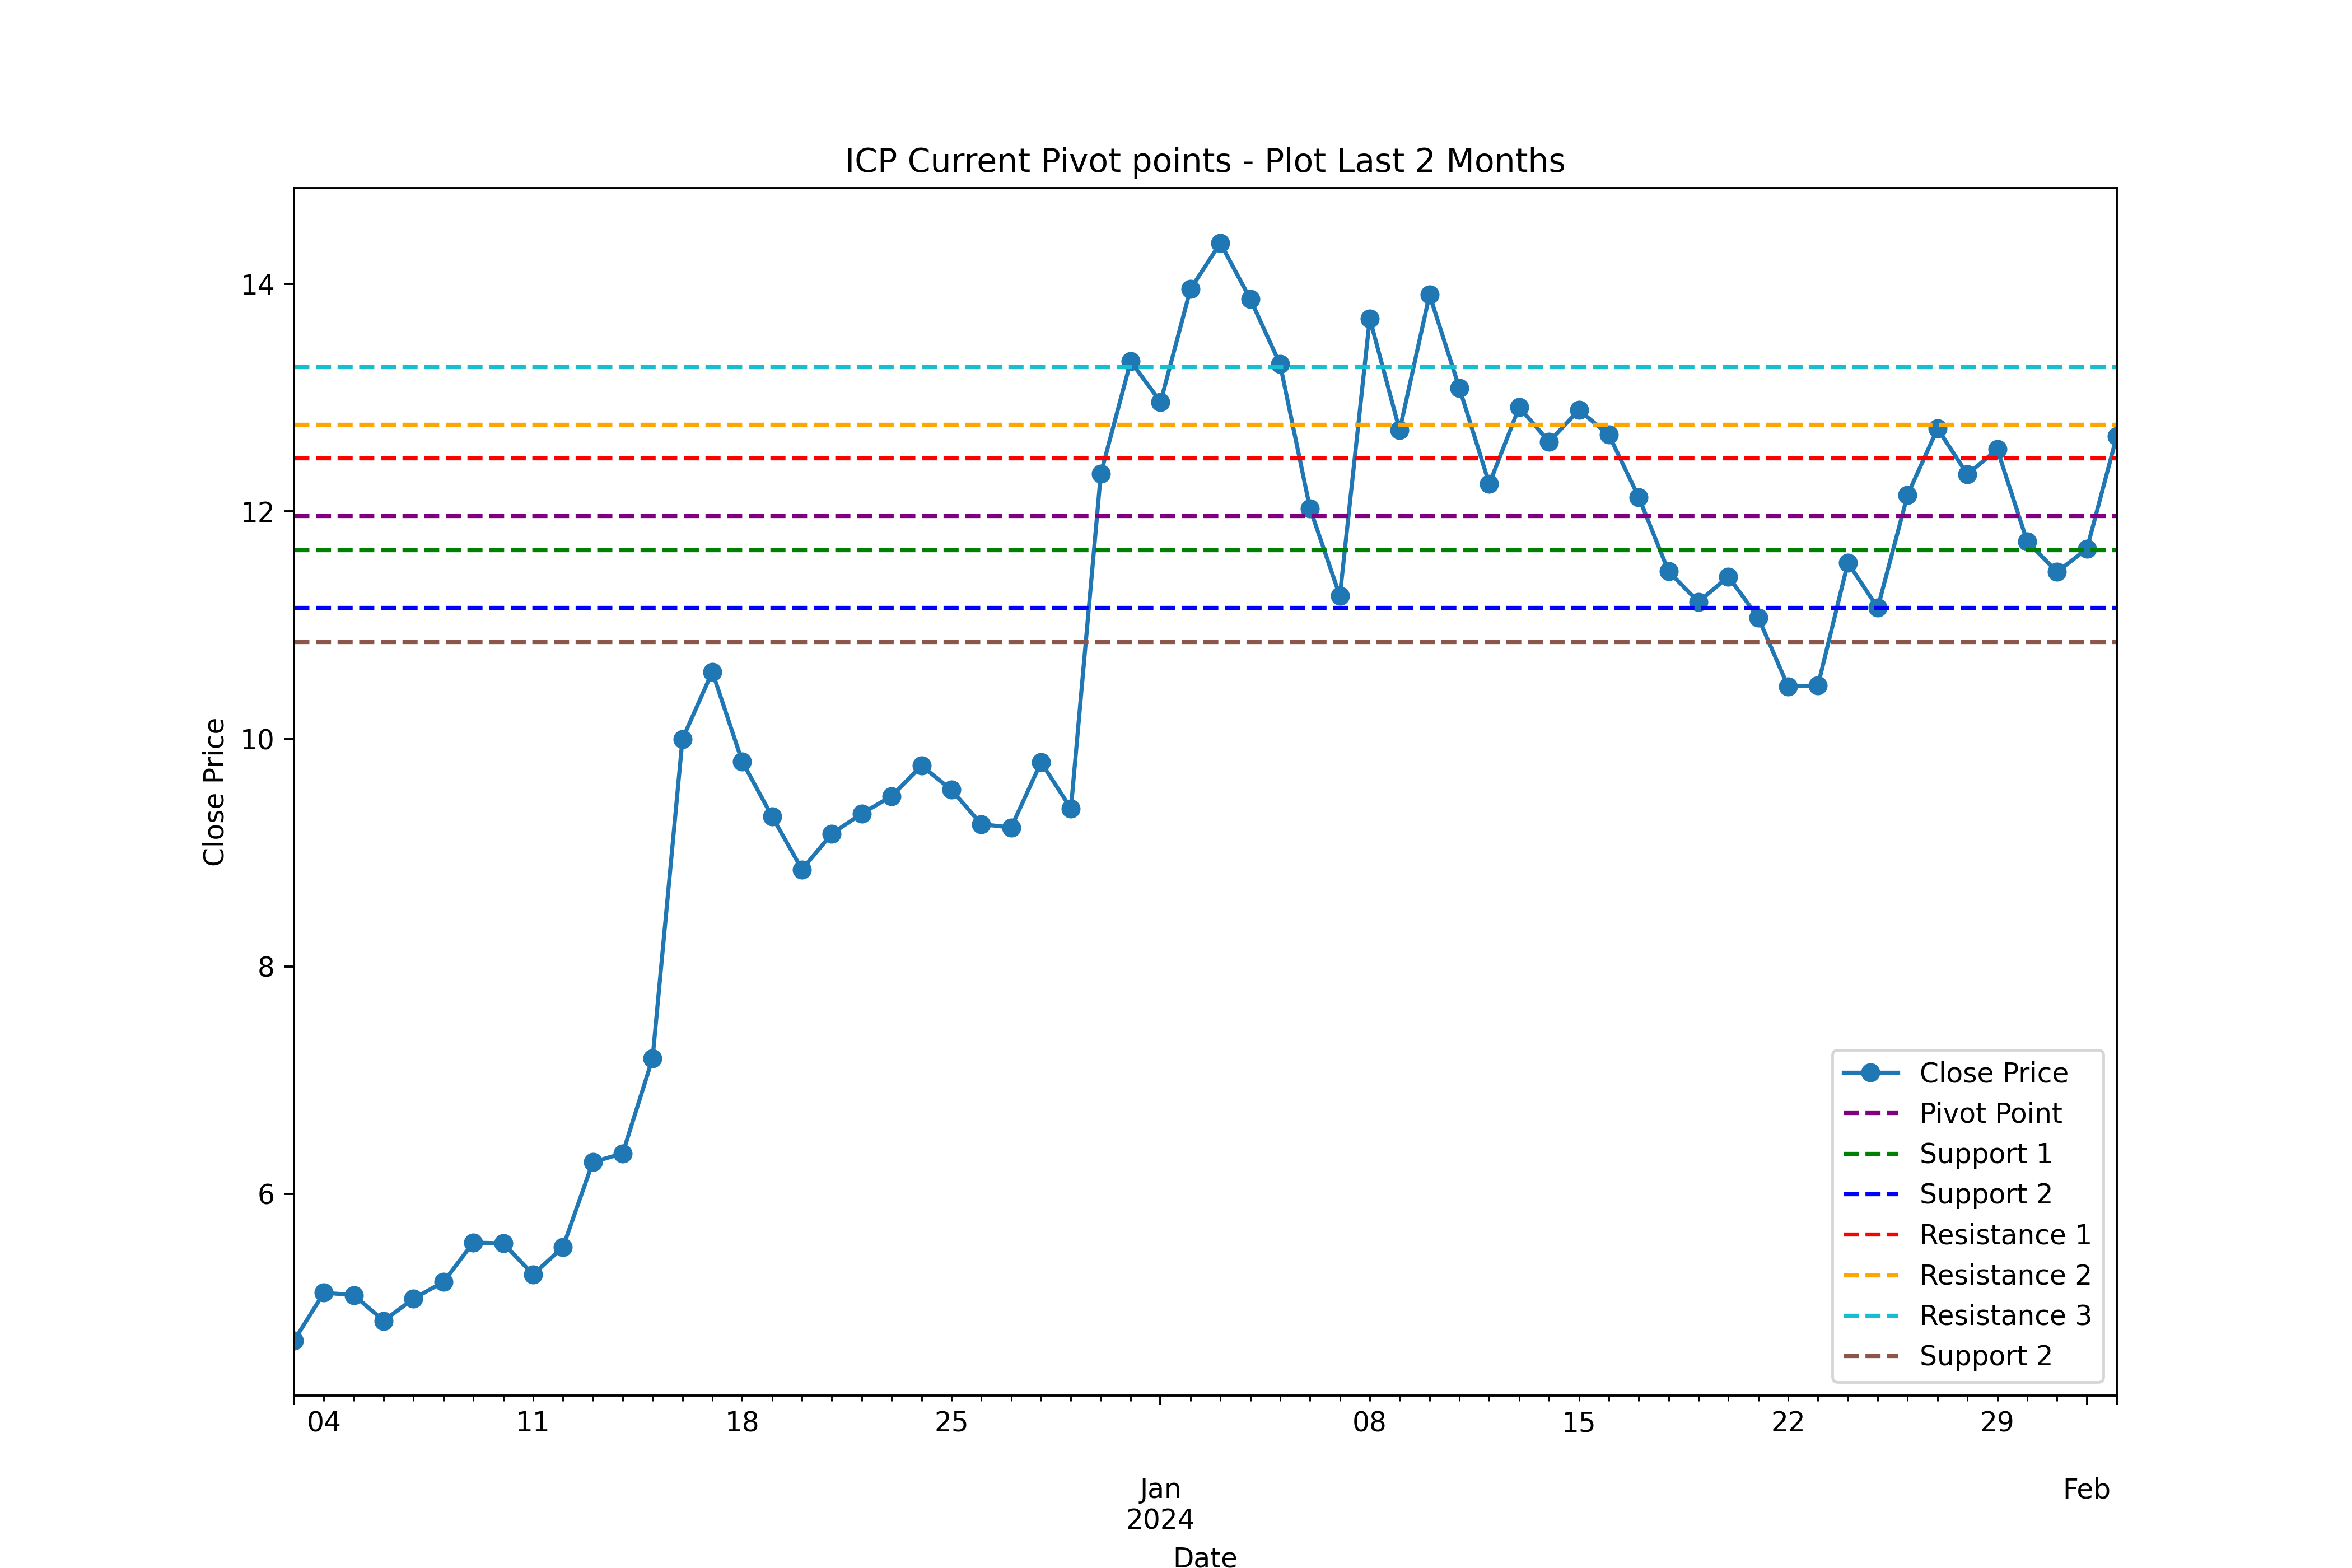 ICP Current Pivot points - Plot Last 2 Months
14
12
10
8
6
Close Price
Close Price
Pivot Point
Support 1
Support 2
Resistance 1
Resistance 2
Resistance 3
Support 2
04 11 18 25 08 15 22 29
Jan Feb
2024
Date